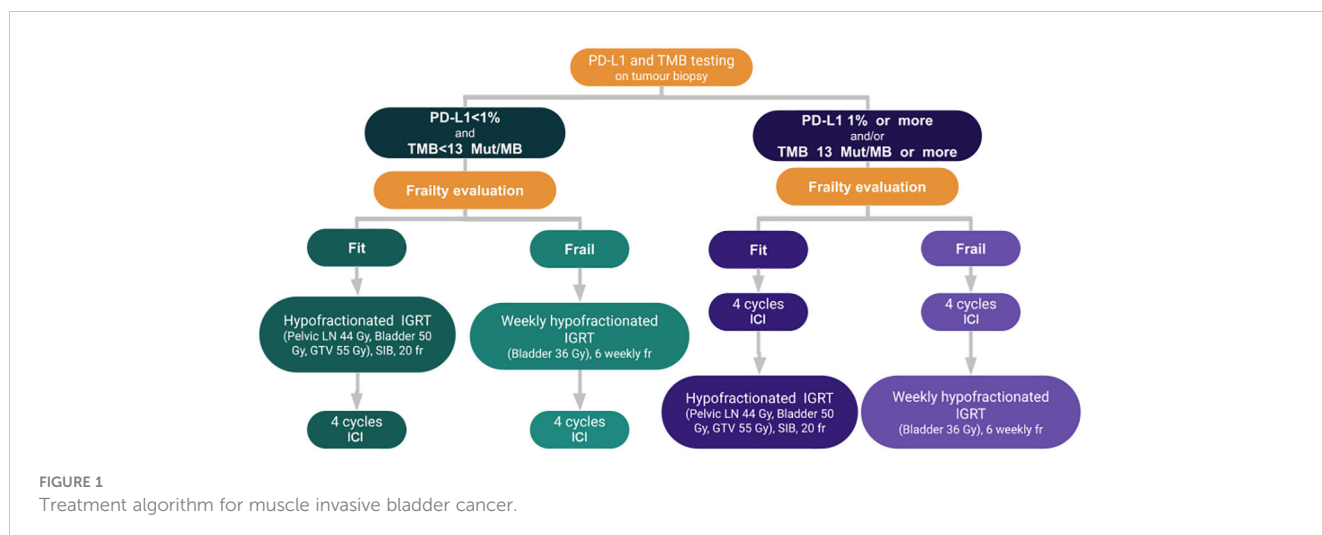 PD-L1 and TMB testing
on tumour biopsy
PD-L1<1%
and
TMB<13 Mut/MB
PD-L1 1% or more
and/or
TMB 13 Mut/MB or more
Frailty evaluation
Frailty evaluation
Fit
Frail
Fit
Frail
Hypofractionated IGRT
(Pelvic LN 44 Gy, Bladder 50
Gy, GTV 55 Gy), SIB, 20 fr
Weekly hypofractionated
IGRT
(Bladder 36 Gy), 6 weekly fr
4 cycles
ICI
4 cycles
ICI
4 cycles
ICI
4 cycles
ICI
Hypofractionated IGRT
(Pelvic LN 44 Gy, Bladder 50
Gy, GTV 55 Gy), SIB, 20 fr
Weekly hypofractionated
IGRT
(Bladder 36 Gy), 6 weekly fr
FIGURE 1
Treatment algorithm for muscle invasive bladder cancer.